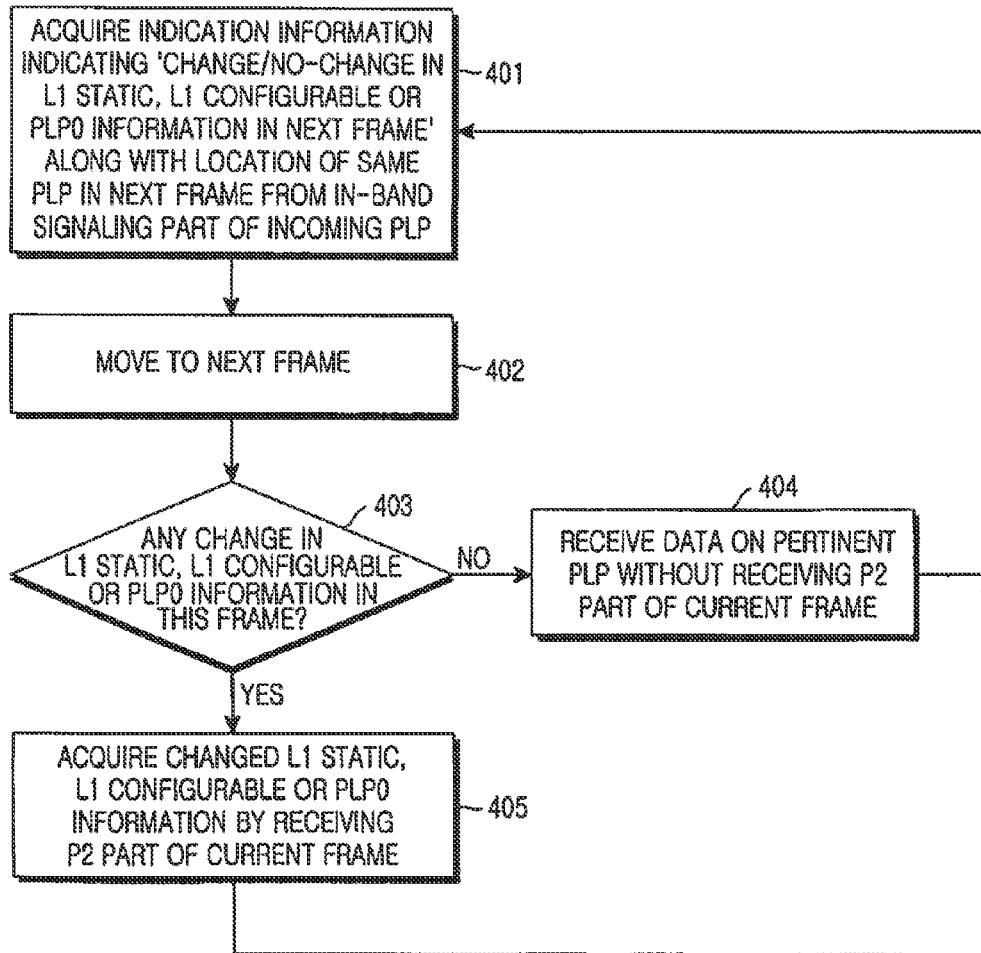 ACQUIRE INDICATION INFORMATION
INDICATING 'CHANGE/NO-CHANGE IN
L1 STATIC, L1 CONFIGURABLE OR
PLP0 INFORMATION IN NEXT FRAME'
ALONG WITH LOCATION OF SAME
PLP IN NEXT FRAME FROM IN-BAND
SIGNALING PART OF INCOMING PLP
401
MOVE TO NEXT FRAME
402
403
ANY CHANGE IN
L1 STATIC, L1 CONFIGURABLE
OR PLP0 INFORMATION IN
THIS FRAME?
NO
404
RECEIVE DATA ON PERTINENT
PLP WITHOUT RECEIVING P2
PART OF CURRENT FRAME
YES
ACQUIRE CHANGED L1 STATIC,
L1 CONFIGURABLE OR PLP0
INFORMATION BY RECEIVING
P2 PART OF CURRENT FRAME
405